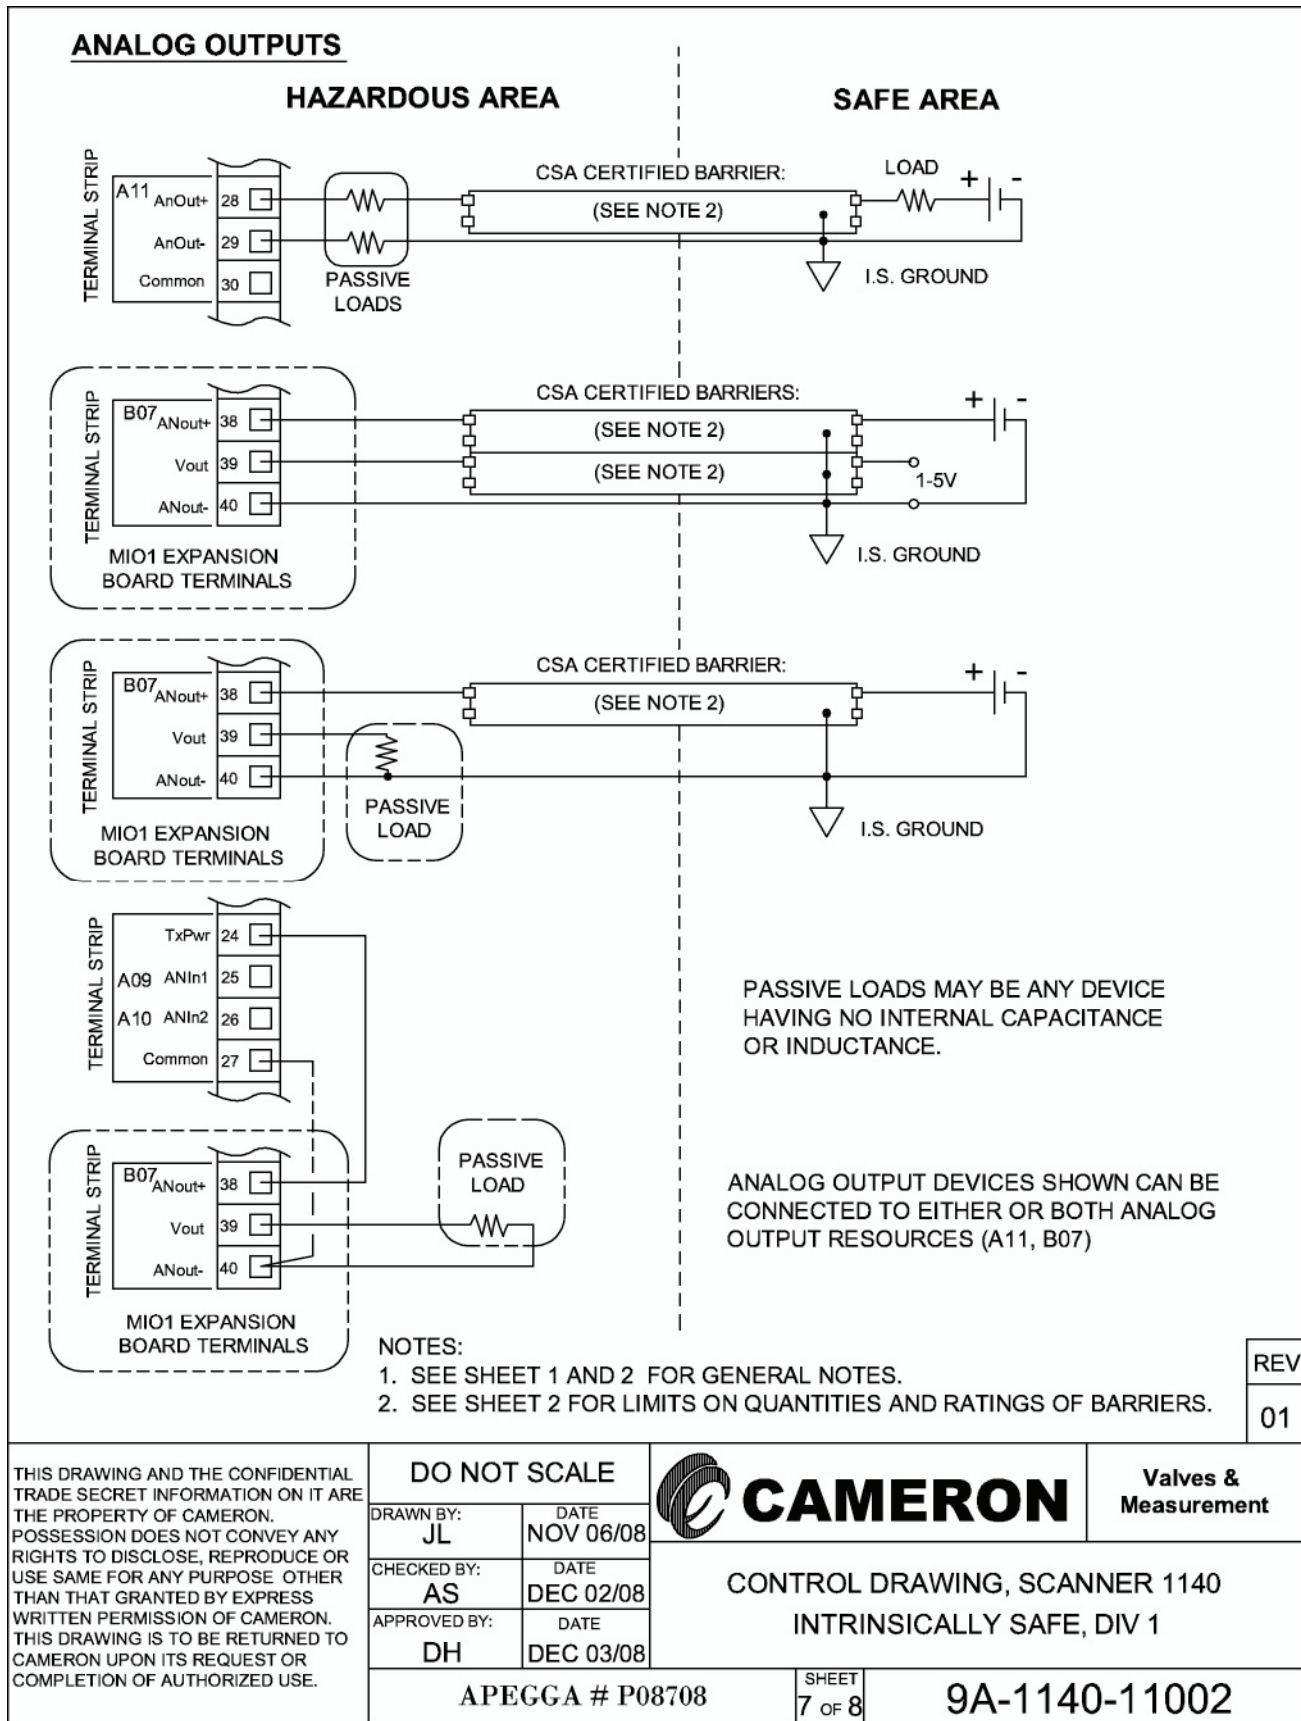 ANALOG OUTPUTS
HAZARDOUS AREA
SAFE AREA
TERMINAL STRIP
A11
AnOut+ 28
AnOut- 29
Common 30
PASSIVE
LOADS
CSA CERTIFIED BARRIER:
(SEE NOTE 2)
LOAD
+ -
I.S. GROUND
TERMINAL STRIP
B07
ANout+ 38
Vout 39
ANout- 40
MIO1 EXPANSION
BOARD TERMINALS
CSA CERTIFIED BARRIERS:
(SEE NOTE 2)
(SEE NOTE 2)
+ -
1-5V
I.S. GROUND
TERMINAL STRIP
B07
ANout+ 38
Vout 39
ANout- 40
MIO1 EXPANSION
BOARD TERMINALS
PASSIVE
LOAD
CSA CERTIFIED BARRIER:
(SEE NOTE 2)
+ -
I.S. GROUND
TERMINAL STRIP
TxPwr 24
A09 ANIn1 25
A10 ANIn2 26
Common 27
TERMINAL STRIP
B07
ANout+ 38
Vout 39
ANout- 40
MIO1 EXPANSION
BOARD TERMINALS
PASSIVE
LOAD
PASSIVE LOADS MAY BE ANY DEVICE
HAVING NO INTERNAL CAPACITANCE
OR INDUCTANCE.
ANALOG OUTPUT DEVICES SHOWN CAN BE
CONNECTED TO EITHER OR BOTH ANALOG
OUTPUT RESOURCES (A11, B07)
NOTES:
1. SEE SHEET 1 AND 2 FOR GENERAL NOTES.
2. SEE SHEET 2 FOR LIMITS ON QUANTITIES AND RATINGS OF BARRIERS.
REV
01
THIS DRAWING AND THE CONFIDENTIAL
TRADE SECRET INFORMATION ON IT ARE
THE PROPERTY OF CAMERON.
POSSESSION DOES NOT CONVEY ANY
RIGHTS TO DISCLOSE, REPRODUCE OR
USE SAME FOR ANY PURPOSE OTHER
THAN THAT GRANTED BY EXPRESS
WRITTEN PERMISSION OF CAMERON.
THIS DRAWING IS TO BE RETURNED TO
CAMERON UPON ITS REQUEST OR
COMPLETION OF AUTHORIZED USE.
DO NOT SCALE
DRAWN BY:
JL
DATE
NOV 06/08
CHECKED BY:
AS
DATE
DEC 02/08
APPROVED BY:
DH
DATE
DEC 03/08
CAMERON
Valves &
Measurement
CONTROL DRAWING, SCANNER 1140
INTRINSICALLY SAFE, DIV 1
APEGGA # P08708
SHEET
7 OF 8
9A-1140-11002